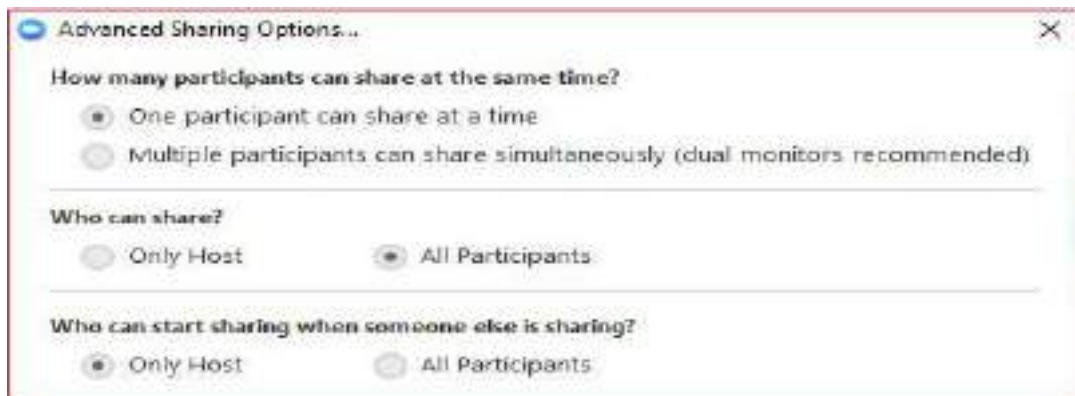 Advanced Sharing Options...
How many participants can share at the same time?
One participant can share at a time
Multiple participants can share simultaneously (dual monitors recommended)
Who can share?
Only Host All Participants
Who can start sharing when someone else is sharing?
Only Host All Participants